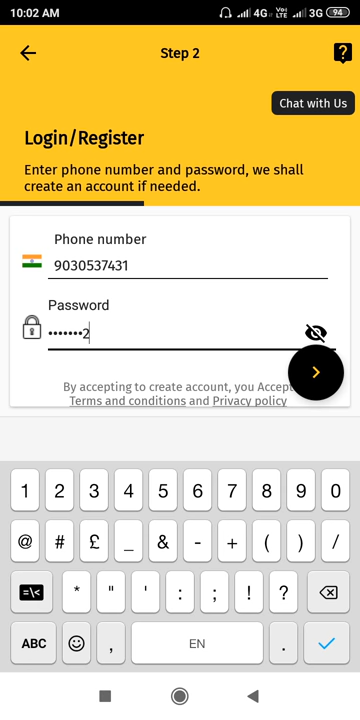 10:02 AM 4G VoLTE 3G 94
Step 2
?
Chat with Us
Login/Register
Enter phone number and password, we shall
create an account if needed.
Phone number
9030537431
Password
•••••••2
By accepting to create account, you Accept
Terms and conditions and Privacy policy
1 2 3 4 5 6 7 8 9 0
@ # £ _ & - + ( ) /
=\< * " ' : ; ! ?
ABC , EN .